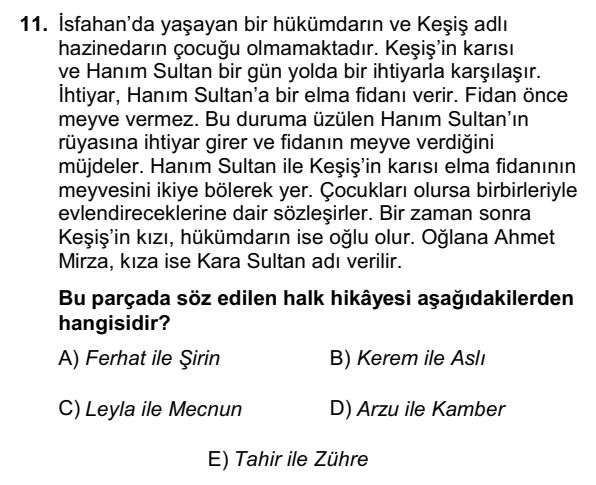 11. İsfahan’da yaşayan bir hükümdarın ve Keşiş adlı
hazinedarın çocuğu olmamaktadır. Keşiş’in karısı
ve Hanım Sultan bir gün yolda bir ihtiyarla karşılaşır.
İhtiyar, Hanım Sultan’a bir elma fidanı verir. Fidan önce
meyve vermez. Bu duruma üzülen Hanım Sultan’ın
rüyasına ihtiyar girer ve fidanın meyve verdiğini
müjdeler. Hanım Sultan ile Keşiş’in karısı elma fidanının
meyvesini ikiye bölerek yer. Çocukları olursa birbirleriyle
evlendireceklerine dair sözleşirler. Bir zaman sonra
Keşiş’in kızı, hükümdarın ise oğlu olur. Oğlana Ahmet
Mirza, kıza ise Kara Sultan adı verilir.
Bu parçada söz edilen halk hikâyesi aşağıdakilerden
hangisidir?
A) Ferhat ile Şirin B) Kerem ile Aslı
C) Leyla ile Mecnun D) Arzu ile Kamber
E) Tahir ile Zühre